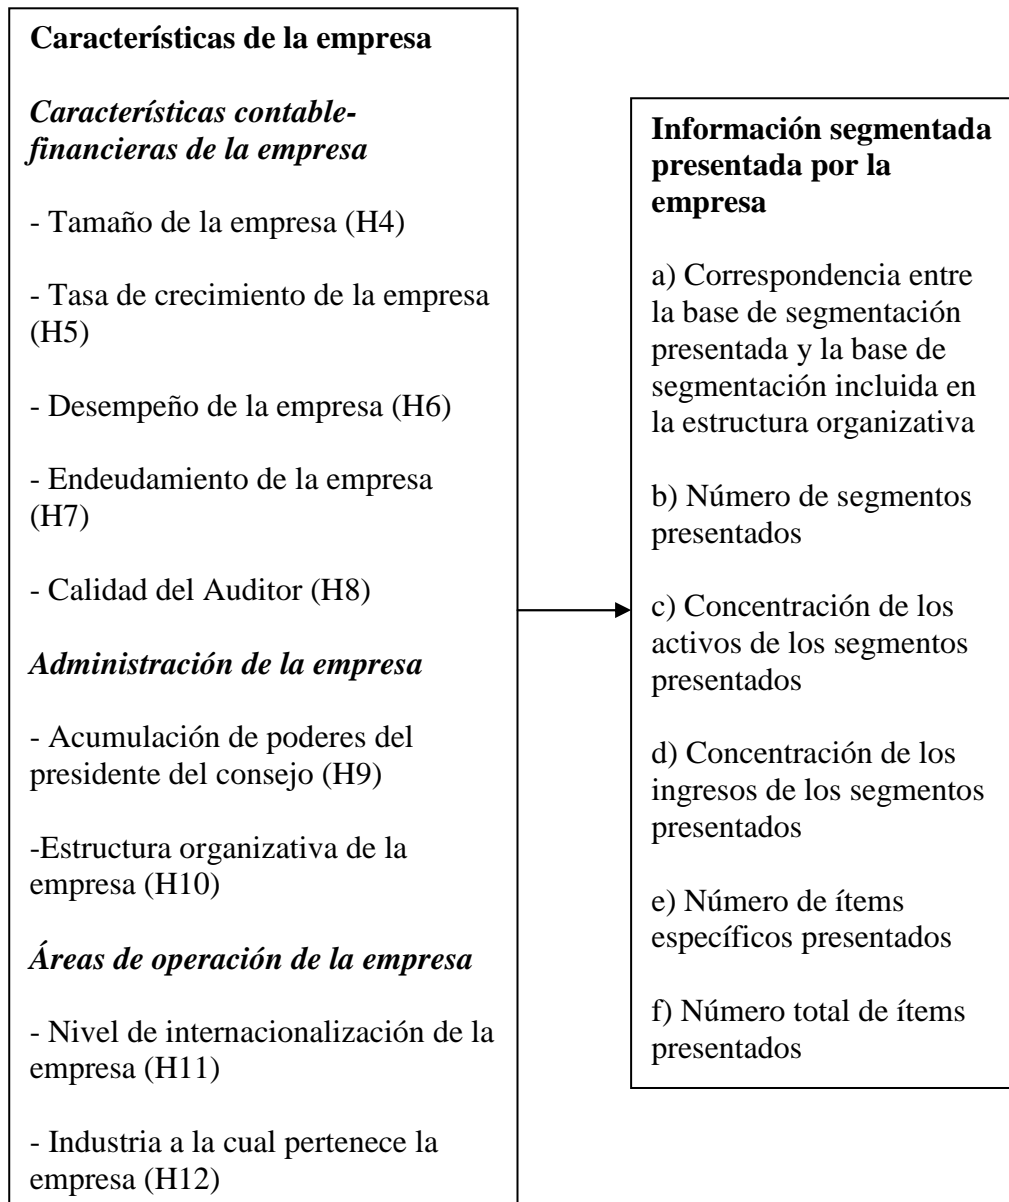 Características de la empresa
Características contable-
financieras de la empresa
- Tamaño de la empresa (H4)
- Tasa de crecimiento de la empresa
(H5)
- Desempeño de la empresa (H6)
- Endeudamiento de la empresa
(H7)
- Calidad del Auditor (H8)
Administración de la empresa
- Acumulación de poderes del
presidente del consejo (H9)
-Estructura organizativa de la
empresa (H10)
Áreas de operación de la empresa
- Nivel de internacionalización de la
empresa (H11)
- Industria a la cual pertenece la
empresa (H12)
Información segmentada
presentada por la
empresa
a) Correspondencia entre
la base de segmentación
presentada y la base de
segmentación incluida en
la estructura organizativa
b) Número de segmentos
presentados
c) Concentración de los
activos de los segmentos
presentados
d) Concentración de los
ingresos de los segmentos
presentados
e) Número de ítems
específicos presentados
f) Número total de ítems
presentados